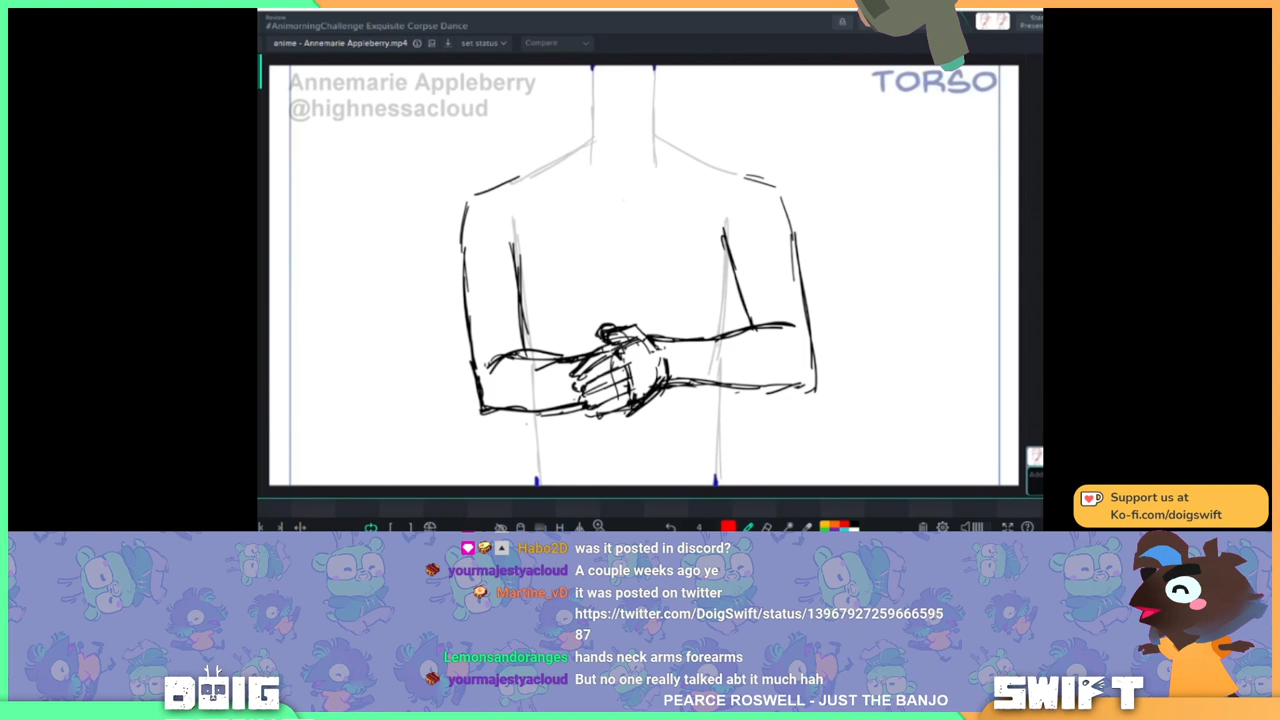 Review
#AnimorningChallenge Exquisite Corpse Dance
anime - Annemarie Appleberry.mp4 set status Compare
Annemarie Appleberry
@highnessacloud
TORSO
Support us at
Ko-fi.com/doigswift
Habo2D was it posted in discord?
yourmajestyacloud A couple weeks ago ye
Martine_vD it was posted on twitter
https://twitter.com/DoigSwift/status/13967927259666595
87
Lemonsandoranges hands neck arms forearms
yourmajestyacloud But no one really talked abt it much hah
PEARCE ROSWELL - JUST THE BANJO
DOIG
SWIFT